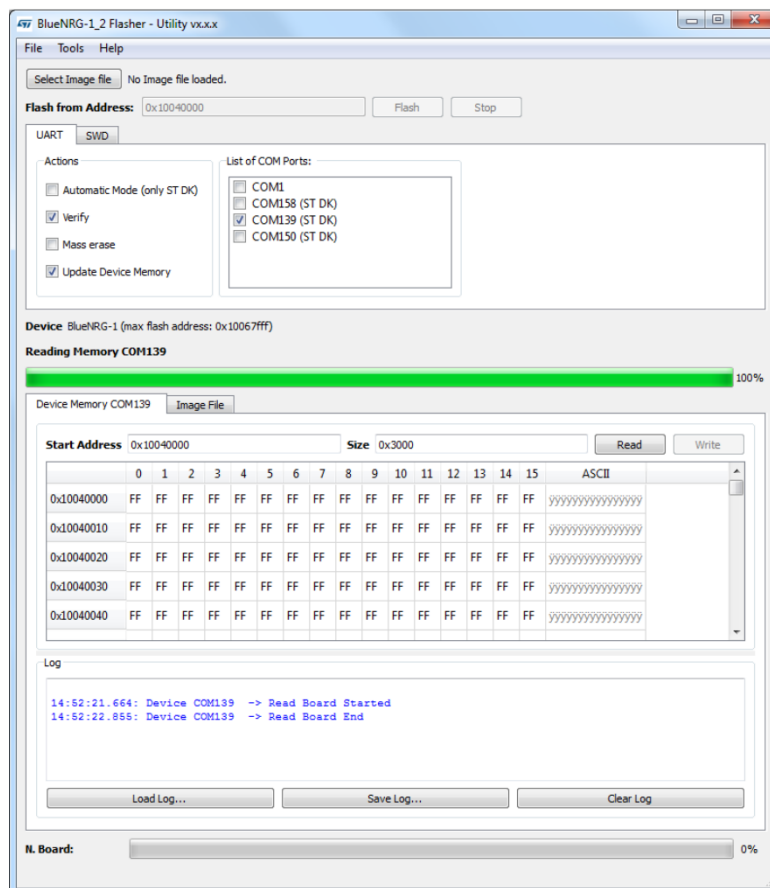 BlueNRG-1_2 Flasher - Utility vx.x.x
File Tools Help
Select Image file No Image file loaded.
Flash from Address: 0x10040000 Flash Stop
UART SWD
Actions List of COM Ports:
Automatic Mode (only ST DK) COM1
COM158 (ST DK)
Verify COM139 (ST DK)
COM150 (ST DK)
Mass erase
Update Device Memory
Device BlueNRG-1 (max flash address: 0x10067fff)
Reading Memory COM139
100%
Device Memory COM139 Image File
Start Address 0x10040000 Size 0x3000 Read Write
0 1 2 3 4 5 6 7 8 9 10 11 12 13 14 15 ASCII
0x10040000 FF FF FF FF FF FF FF FF FF FF FF FF FF FF FF FF ÿÿÿÿÿÿÿÿÿÿÿÿÿÿÿÿ
0x10040010 FF FF FF FF FF FF FF FF FF FF FF FF FF FF FF FF ÿÿÿÿÿÿÿÿÿÿÿÿÿÿÿÿ
0x10040020 FF FF FF FF FF FF FF FF FF FF FF FF FF FF FF FF ÿÿÿÿÿÿÿÿÿÿÿÿÿÿÿÿ
0x10040030 FF FF FF FF FF FF FF FF FF FF FF FF FF FF FF FF ÿÿÿÿÿÿÿÿÿÿÿÿÿÿÿÿ
0x10040040 FF FF FF FF FF FF FF FF FF FF FF FF FF FF FF FF ÿÿÿÿÿÿÿÿÿÿÿÿÿÿÿÿ
Log
14:52:21.664: Device COM139 -> Read Board Started
14:52:22.855: Device COM139 -> Read Board End
Load Log... Save Log... Clear Log
N. Board: 0%